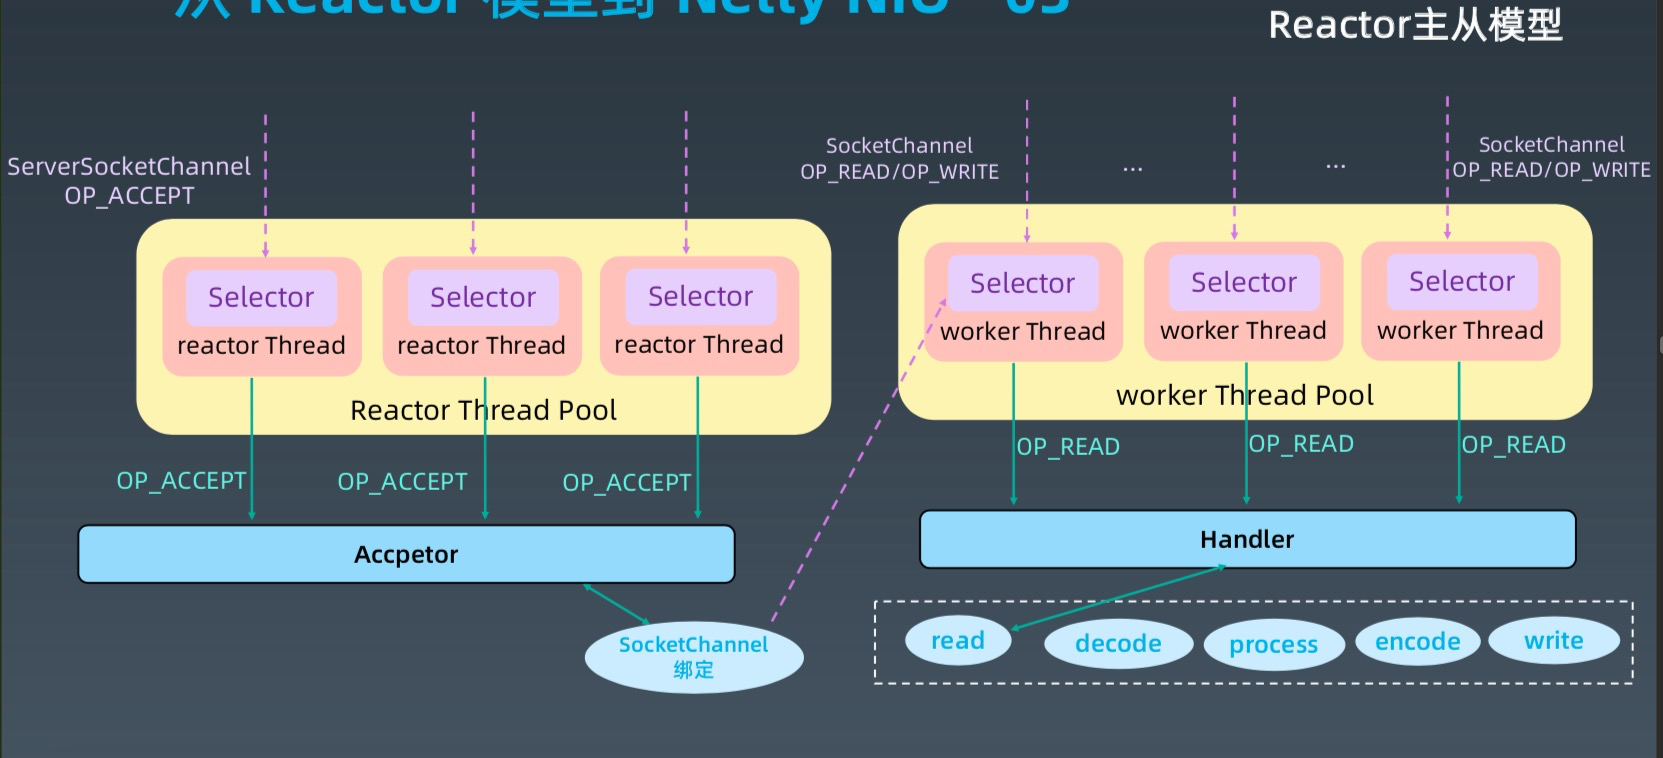 从 Reactor 模型到 Netty NIO 03
Reactor主从模型
ServerSocketChannel
OP_ACCEPT
SocketChannel
OP_READ/OP_WRITE
...
...
SocketChannel
OP_READ/OP_WRITE
Selector
reactor Thread
Selector
reactor Thread
Selector
reactor Thread
Reactor Thread Pool
Selector
worker Thread
Selector
worker Thread
Selector
worker Thread
worker Thread Pool
OP_ACCEPT
OP_ACCEPT
OP_ACCEPT
OP_READ
OP_READ
OP_READ
Accpetor
Handler
SocketChannel
绑定
read
decode
process
encode
write